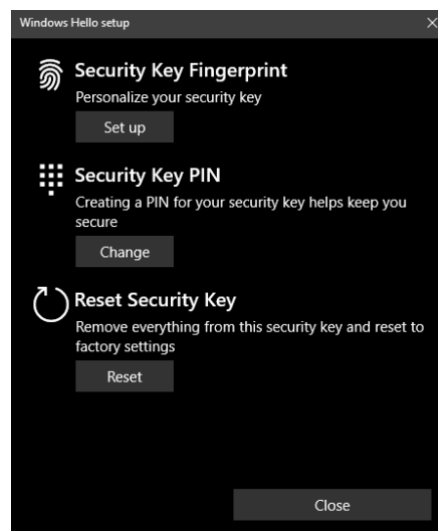 Windows Hello setup
Security Key Fingerprint
Personalize your security key
Set up
Security Key PIN
Creating a PIN for your security key helps keep you
secure
Change
Reset Security Key
Remove everything from this security key and reset to
factory settings
Reset
Close